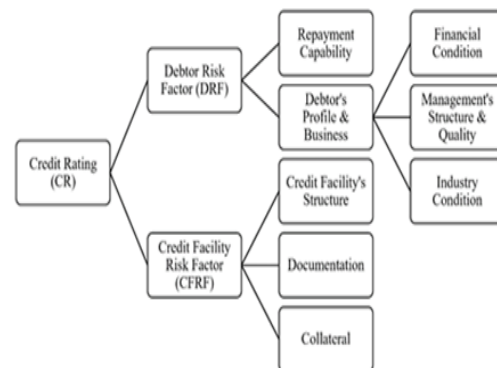 Credit Rating
(CR)
Debtor Risk
Factor (DRF)
Credit Facility
Risk Factor
(CFRF)
Repayment
Capability
Debtor's
Profile &
Business
Credit Facility's
Structure
Documentation
Collateral
Financial
Condition
Management's
Structure &
Quality
Industry
Condition